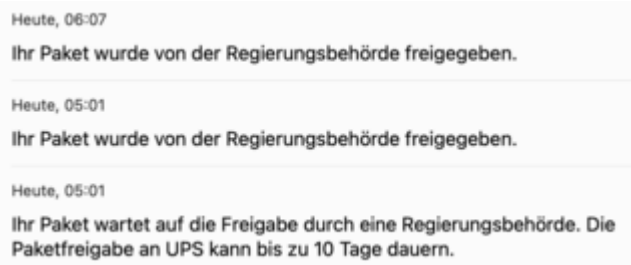 Heute, 06:07
Ihr Paket wurde von der Regierungsbehörde freigegeben.
Heute, 05:01
Ihr Paket wurde von der Regierungsbehörde freigegeben.
Heute, 05:01
Ihr Paket wartet auf die Freigabe durch eine Regierungsbehörde. Die
Paketfreigabe an UPS kann bis zu 10 Tage dauern.